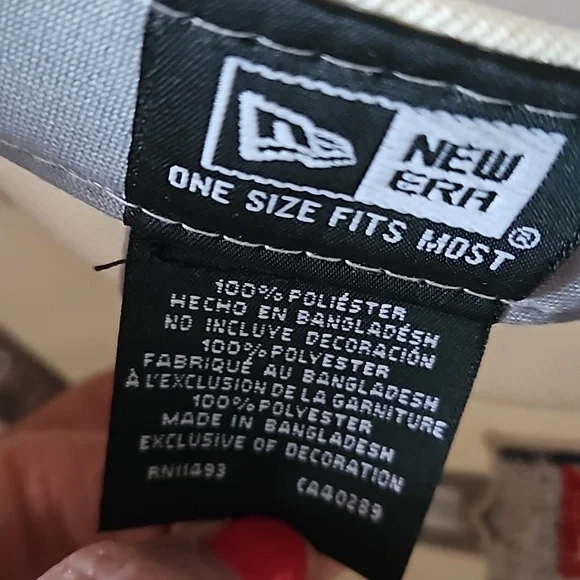 NEW
ERA®
ONE SIZE FITS MOST
100% POLIÉSTER
HECHO EN BANGLADÉSH
NO INCLUYE DECORACIÓN
100% POLYESTER
FABRIQUÉ AU BANGLADESH
À L'EXCLUSION DE LA GARNITURE
100% POLYESTER
MADE IN BANGLADESH
EXCLUSIVE OF DECORATION
RN11493 CA40289